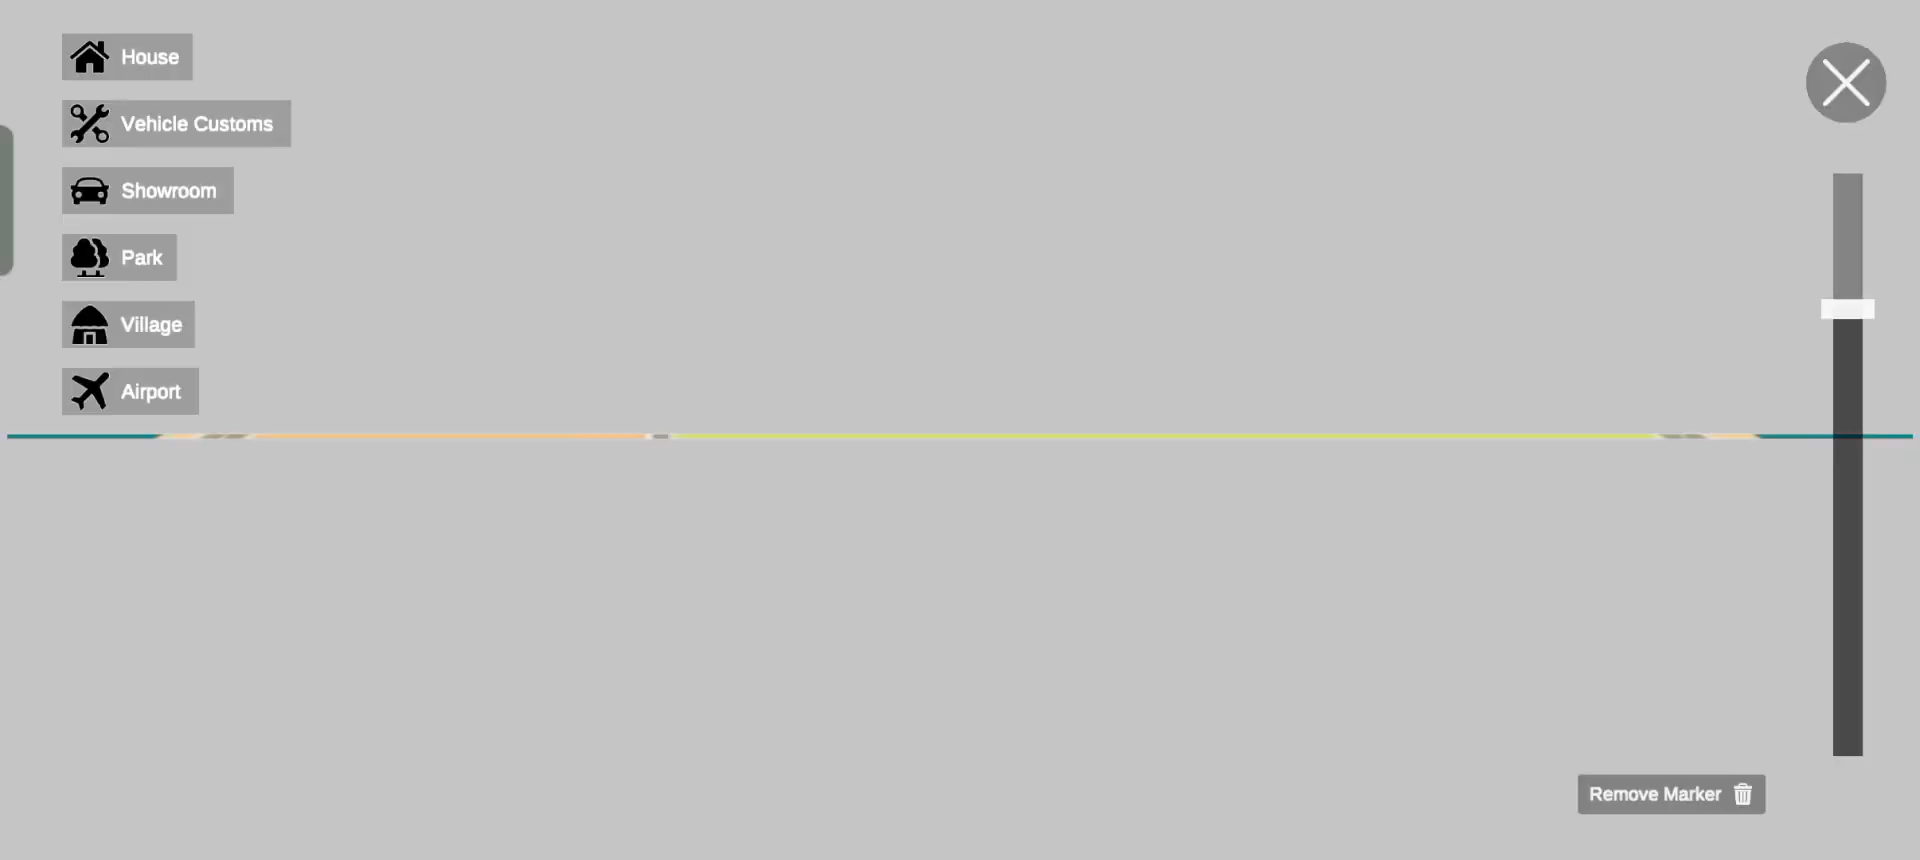 House
Vehicle Customs
Showroom
Park
Village
Airport
Remove Marker